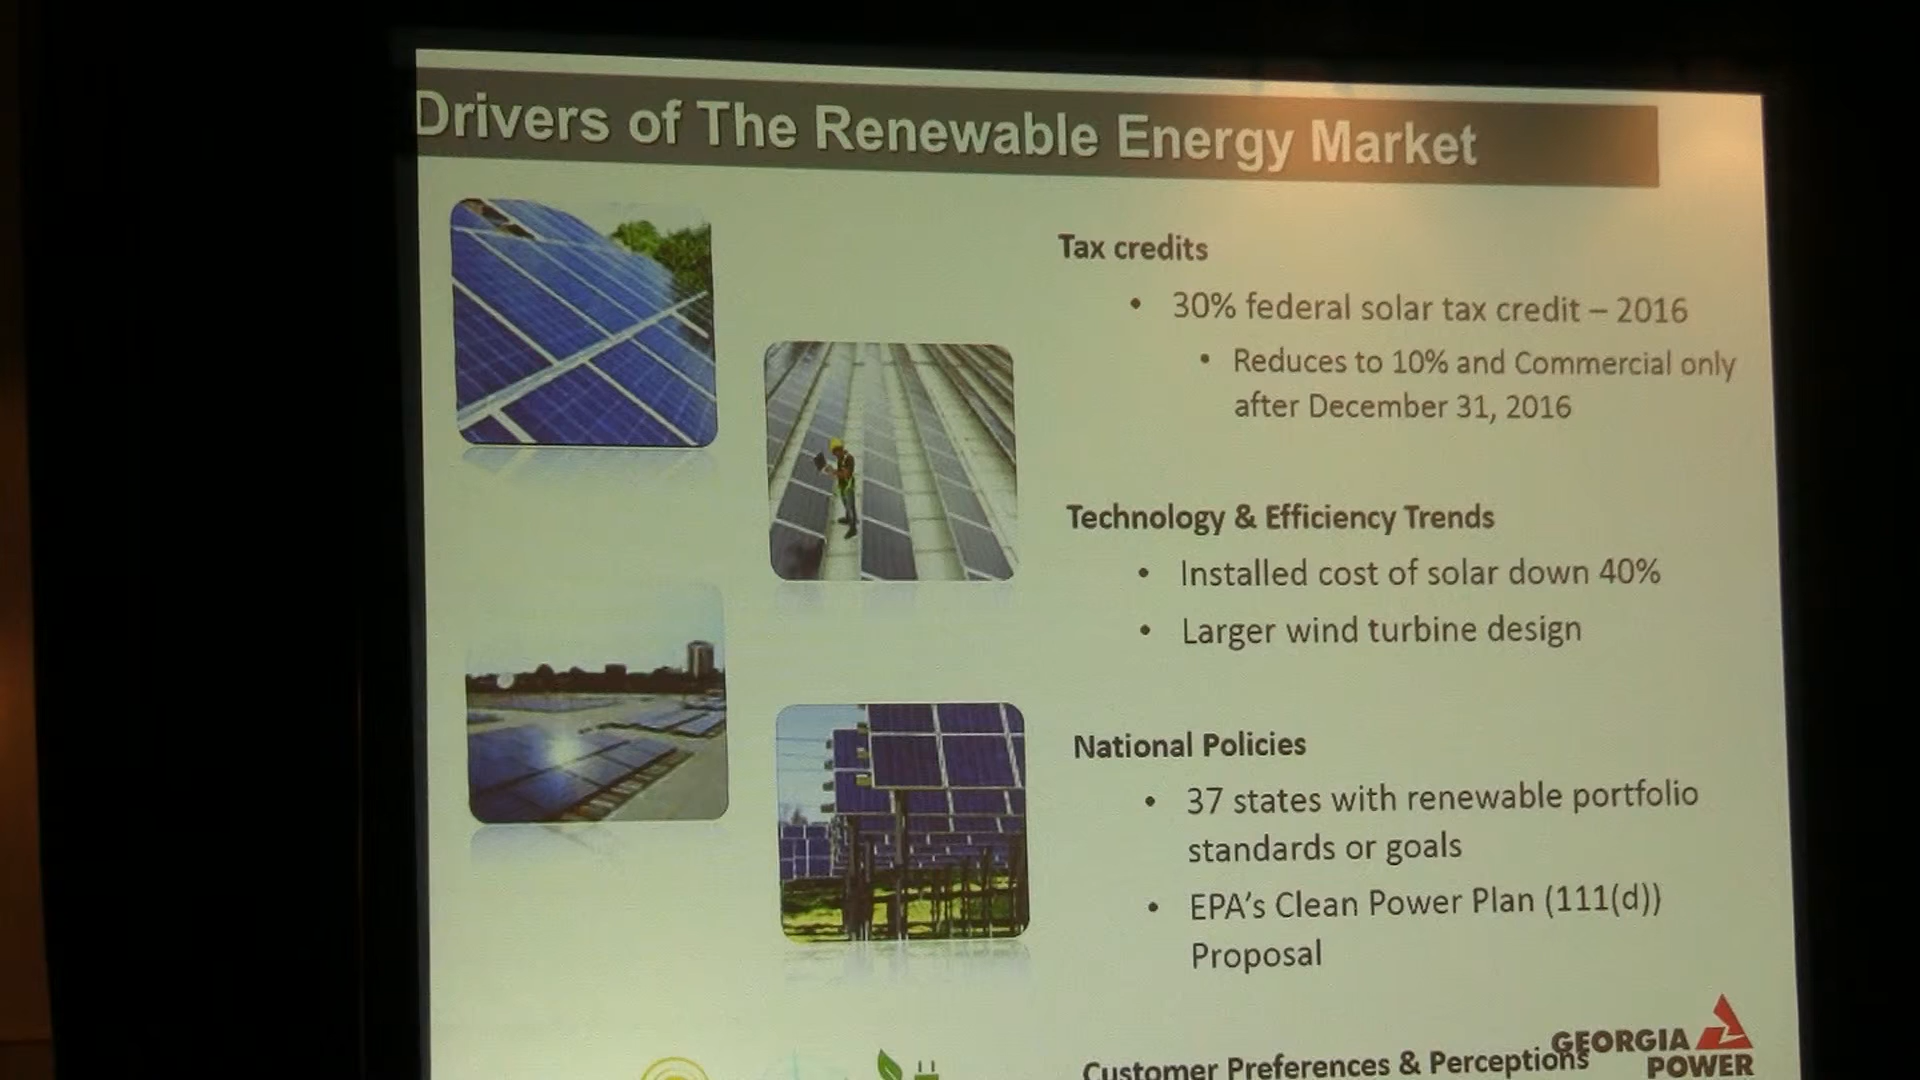 Drivers of The Renewable Energy Market
Tax credits
• 30% federal solar tax credit – 2016
• Reduces to 10% and Commercial only
after December 31, 2016
Technology & Efficiency Trends
• Installed cost of solar down 40%
• Larger wind turbine design
National Policies
• 37 states with renewable portfolio
standards or goals
• EPA’s Clean Power Plan (111(d))
Proposal
Customer Preferences & Perceptions
GEORGIA
POWER